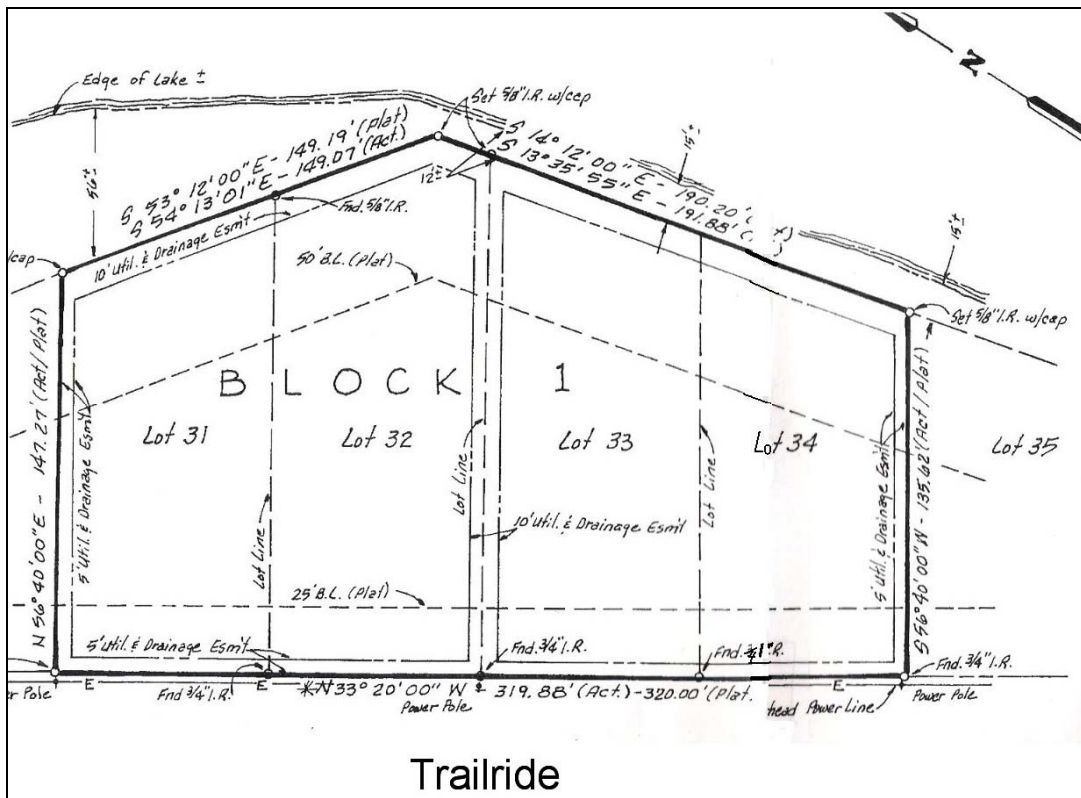 N
Edge of Lake ±
Set 5/8" I.R. w/cap
56'±
S 53° 12' 00" E - 149.19' (Plat)
S 54° 13' 01" E - 149.07' (Act.)
12'±
S 14° 12' 00" E - 190.20'
S 13° 35' 55" E - 191.88'
15'±
15'±
Fnd. 5/8" I.R.
/cap
10' Util. & Drainage Esm't
50' B.L. (Plat)
Set 5/8" I.R. w/cap
BLOCK 1
Lot 31
Lot 32
Lot 33
Lot 34
Lot 35
N 56° 40' 00" E - 147.27' (Act/Plat)
5' Util. & Drainage Esm't
Lot Line
Lot Line
Lot Line
10' Util. & Drainage Esm't
5' Util. & Drainage Esm't
S 56° 40' 00" W - 135.62' (Act/Plat)
25' B.L. (Plat)
5' Util. & Drainage Esm't
Fnd. 3/4" I.R.
Fnd.
Fnd. 3/4" I.R.
er Pole
E
Fnd 3/4" I.R.
E
*N 33° 20' 00" W - 319.88' (Act.) - 320.00' (Plat.
E
Power Pole
head Power Line
Power Pole
Trailride